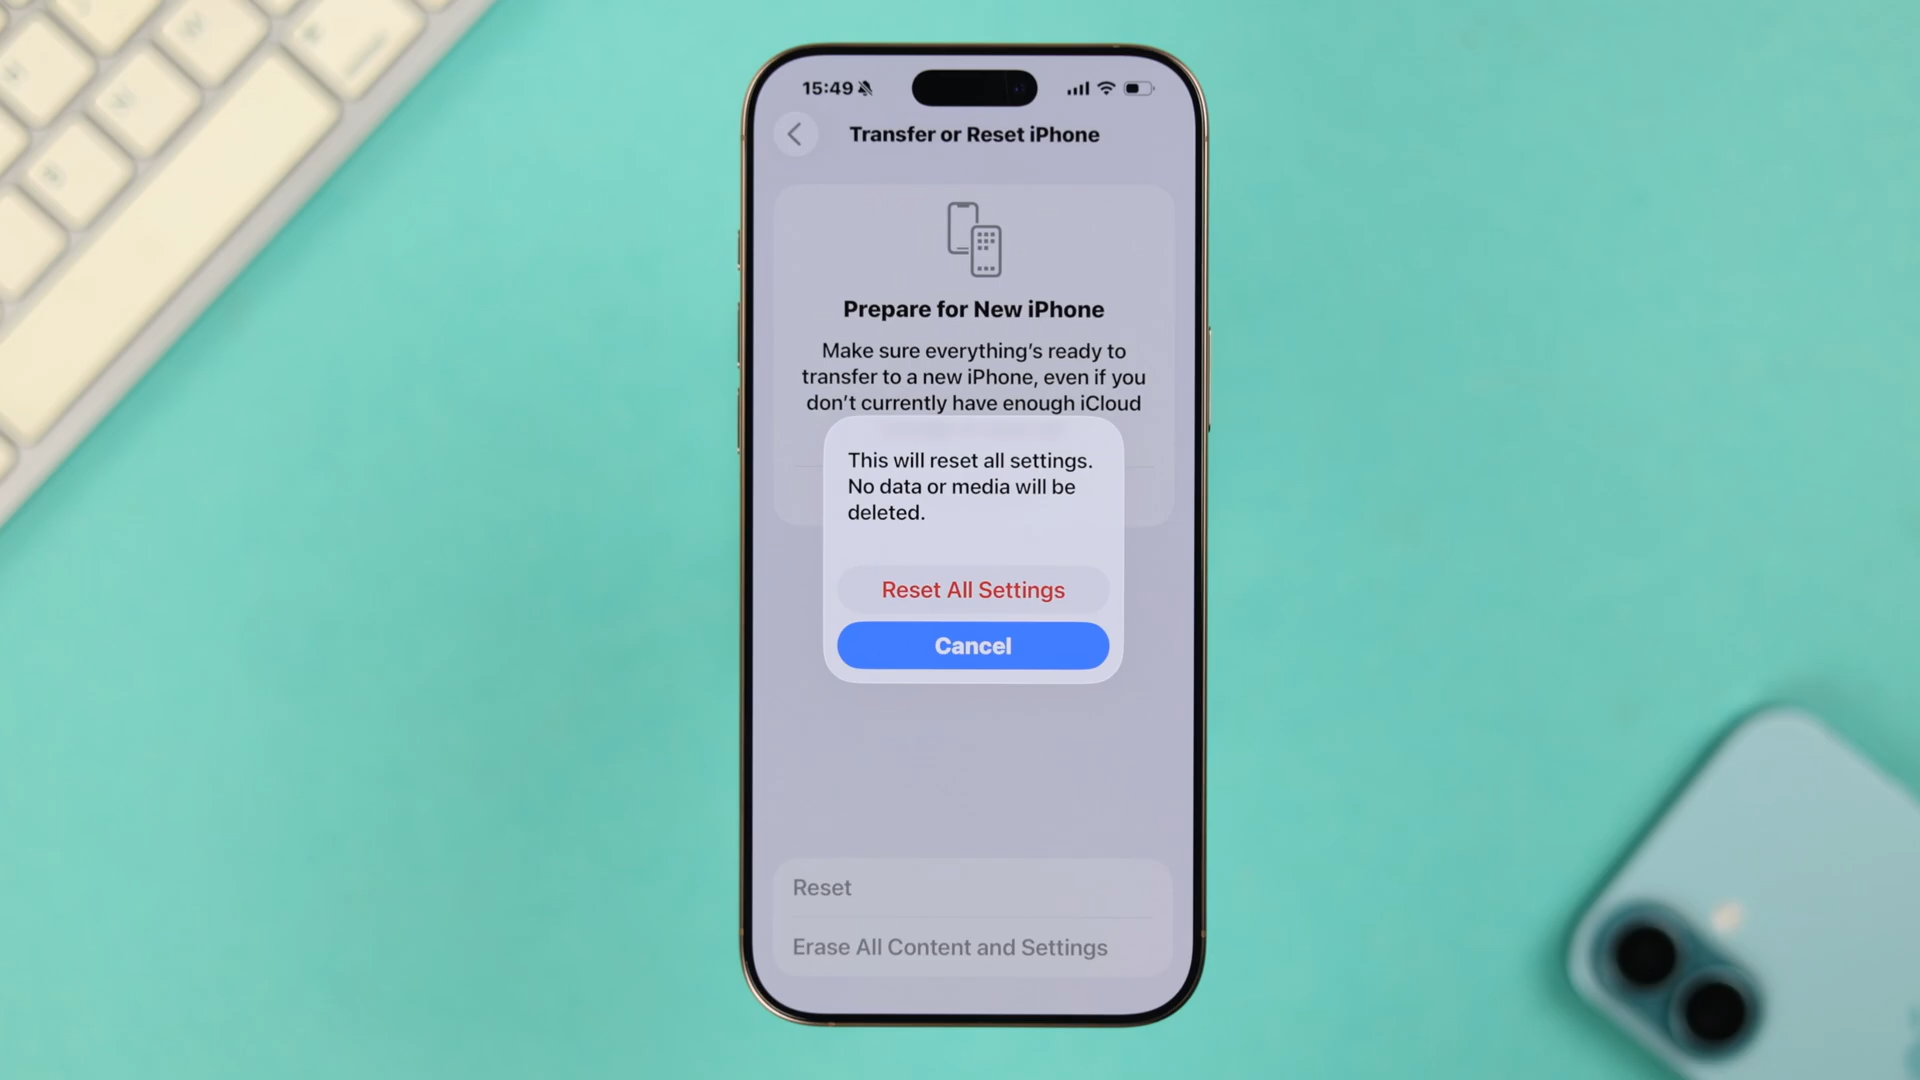 15:49
Transfer or Reset iPhone
Prepare for New iPhone
Make sure everything's ready to
transfer to a new iPhone, even if you
don't currently have enough iCloud
This will reset all settings.
No data or media will be
deleted.
Reset All Settings
Cancel
Reset
Erase All Content and Settings